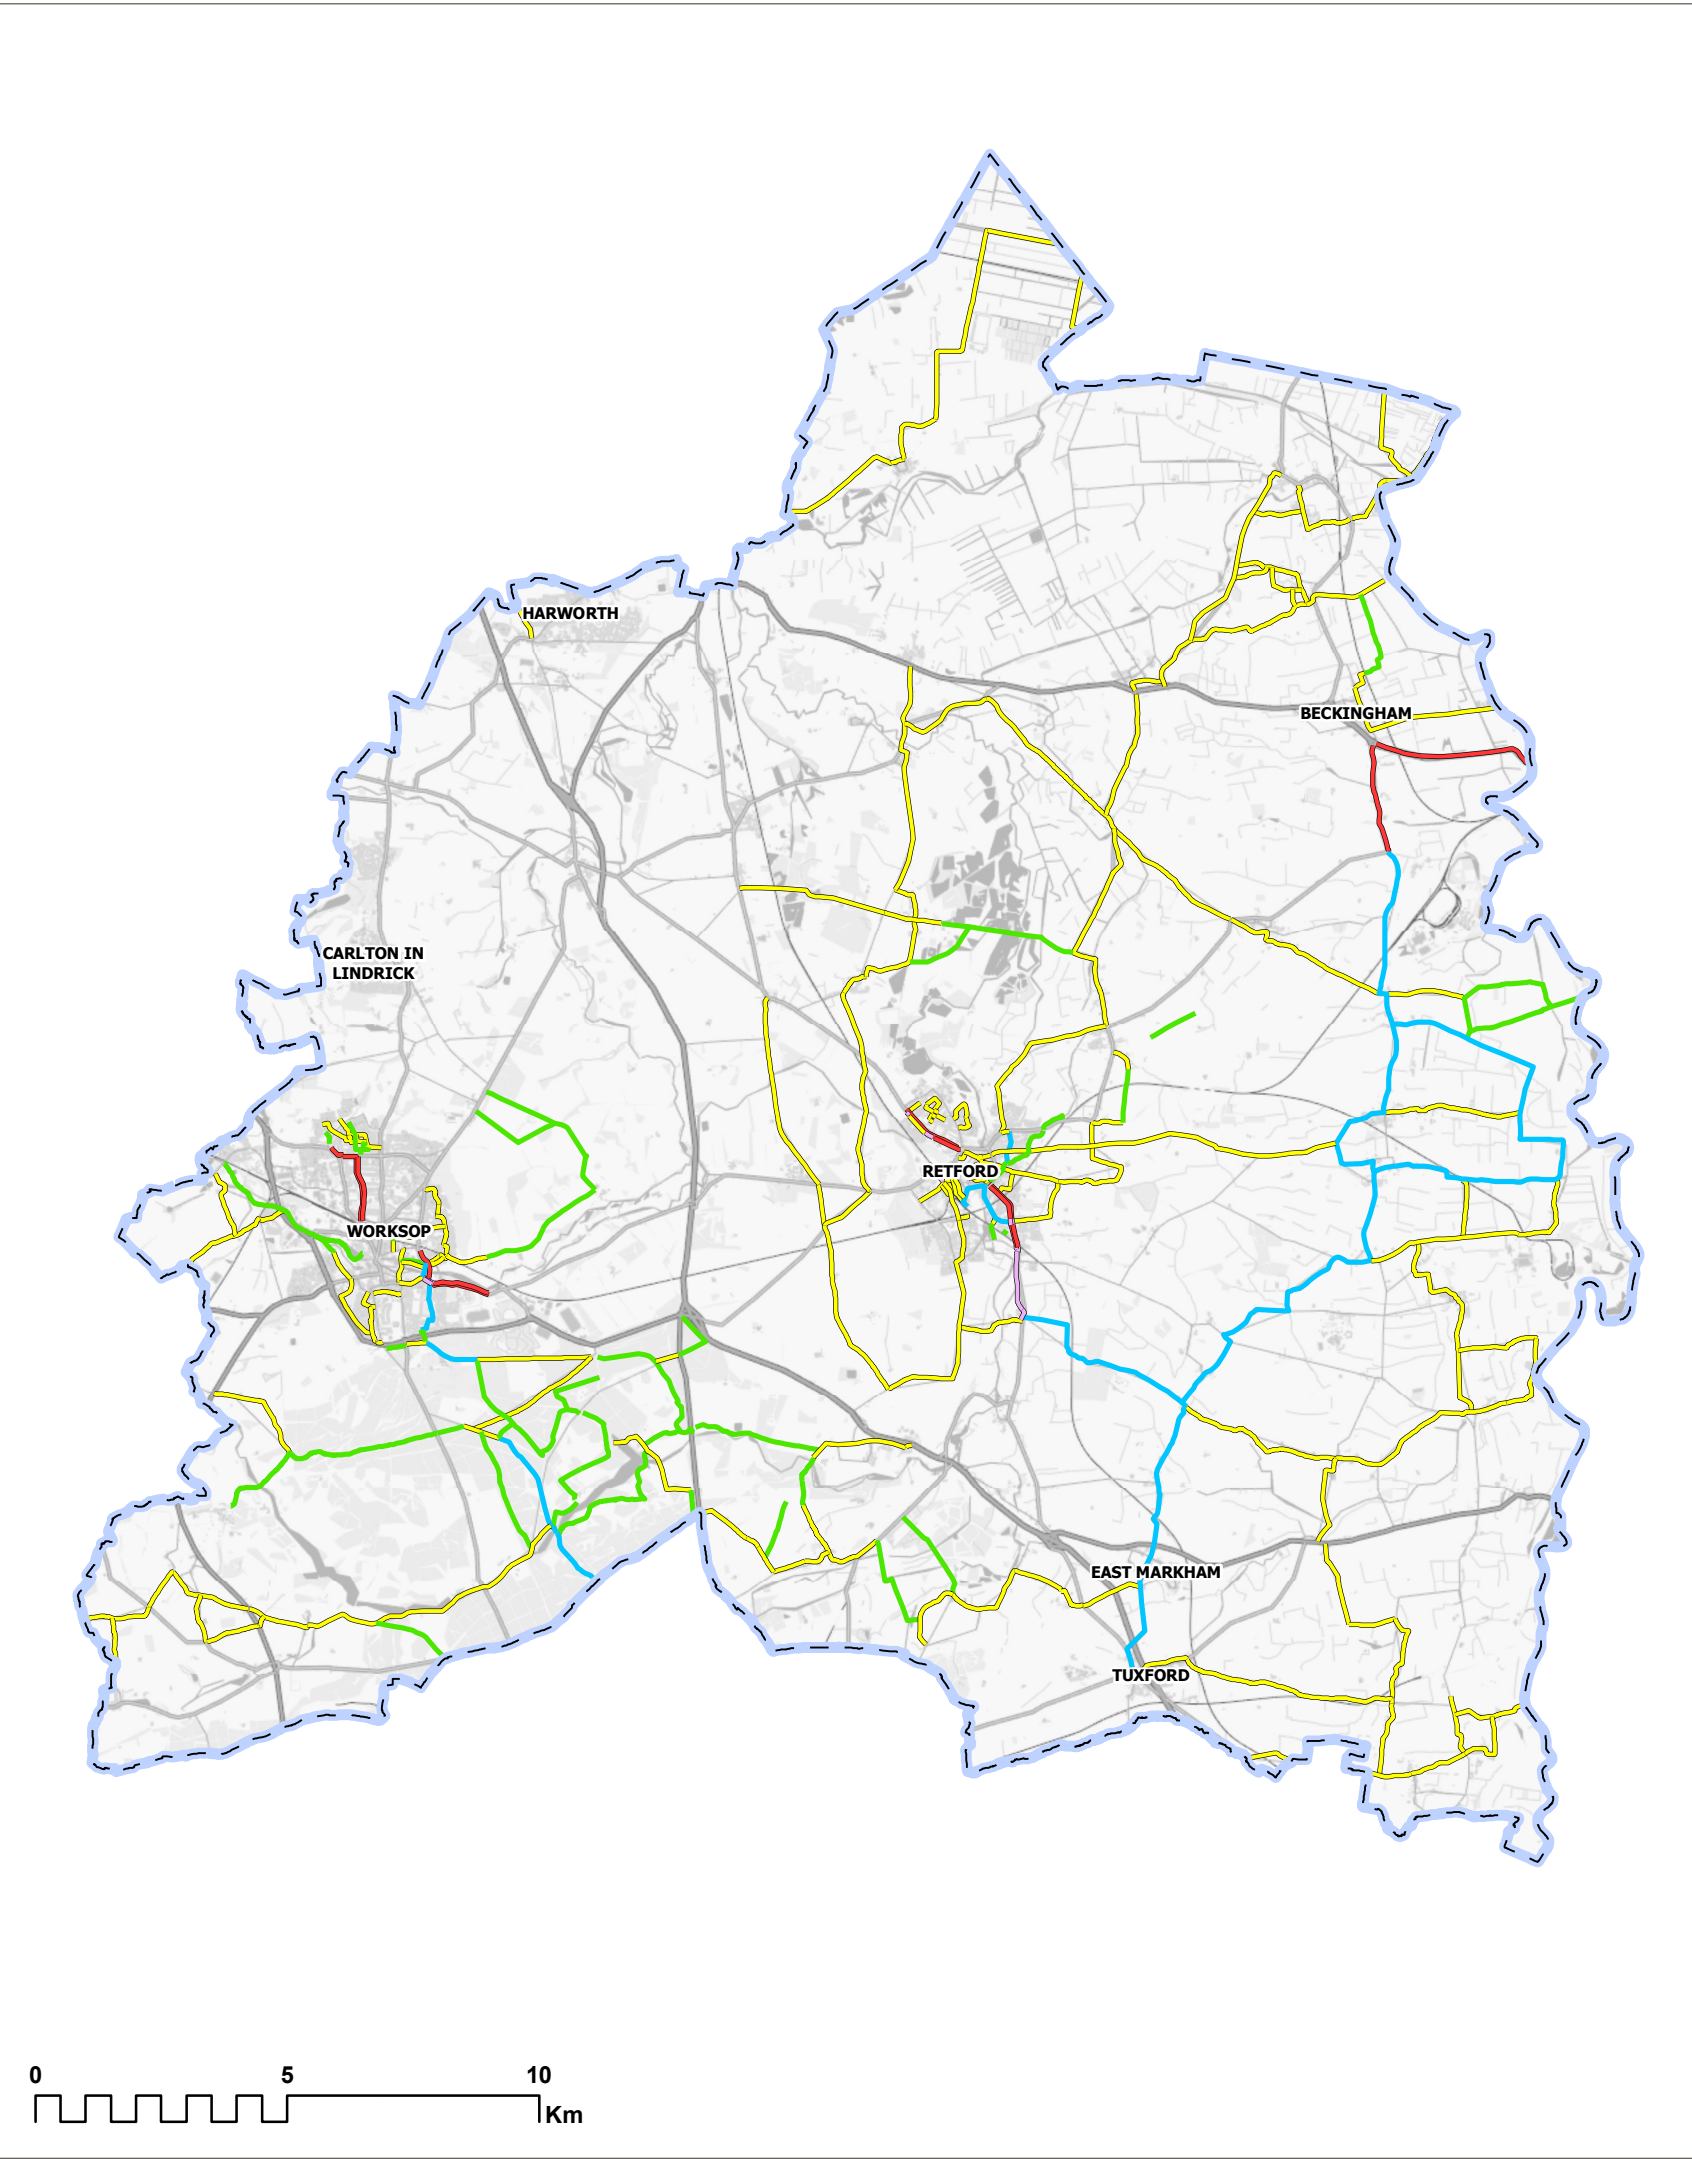 HARWORTH
BECKINGHAM
CARLTON IN
LINDRICK
RETFORD
WORKSOP
EAST MARKHAM
TUXFORD
0 5 10
Km